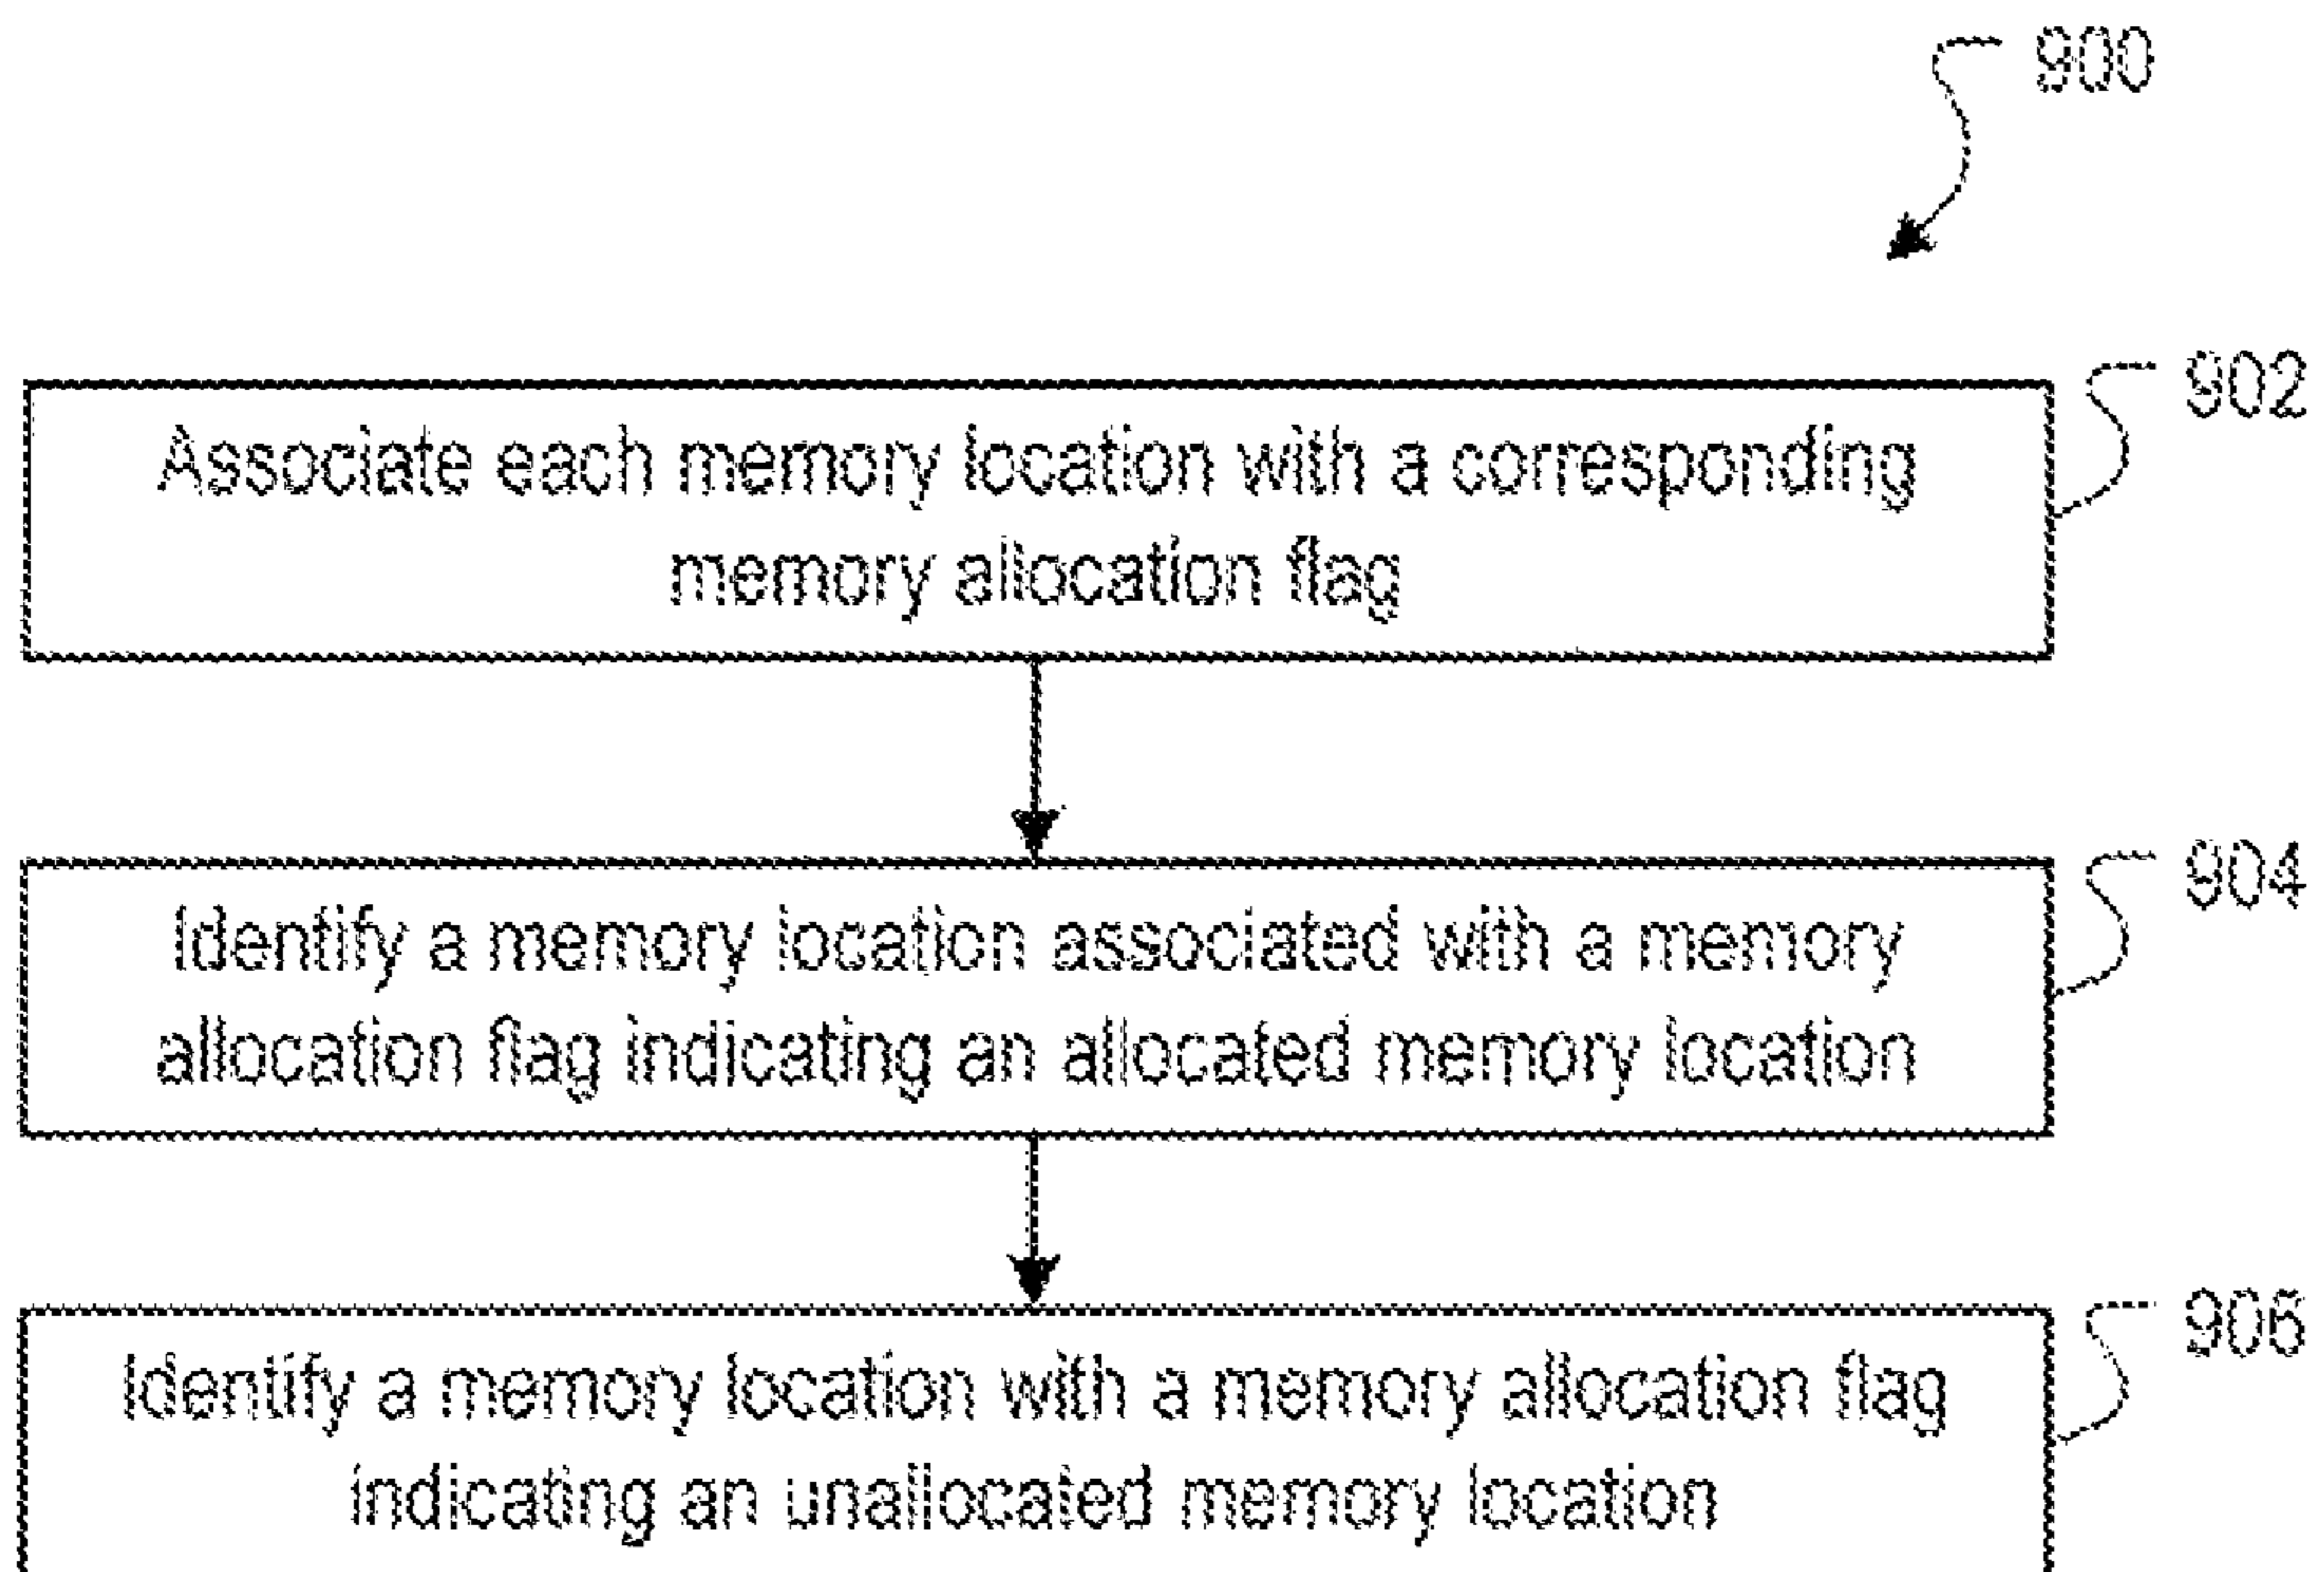 900
902
Associate each memory location with a corresponding
memory allocation flag
904
Identify a memory location associated with a memory
allocation flag indicating an allocated memory location
906
Identify a memory location with a memory allocation flag
indicating an unallocated memory location